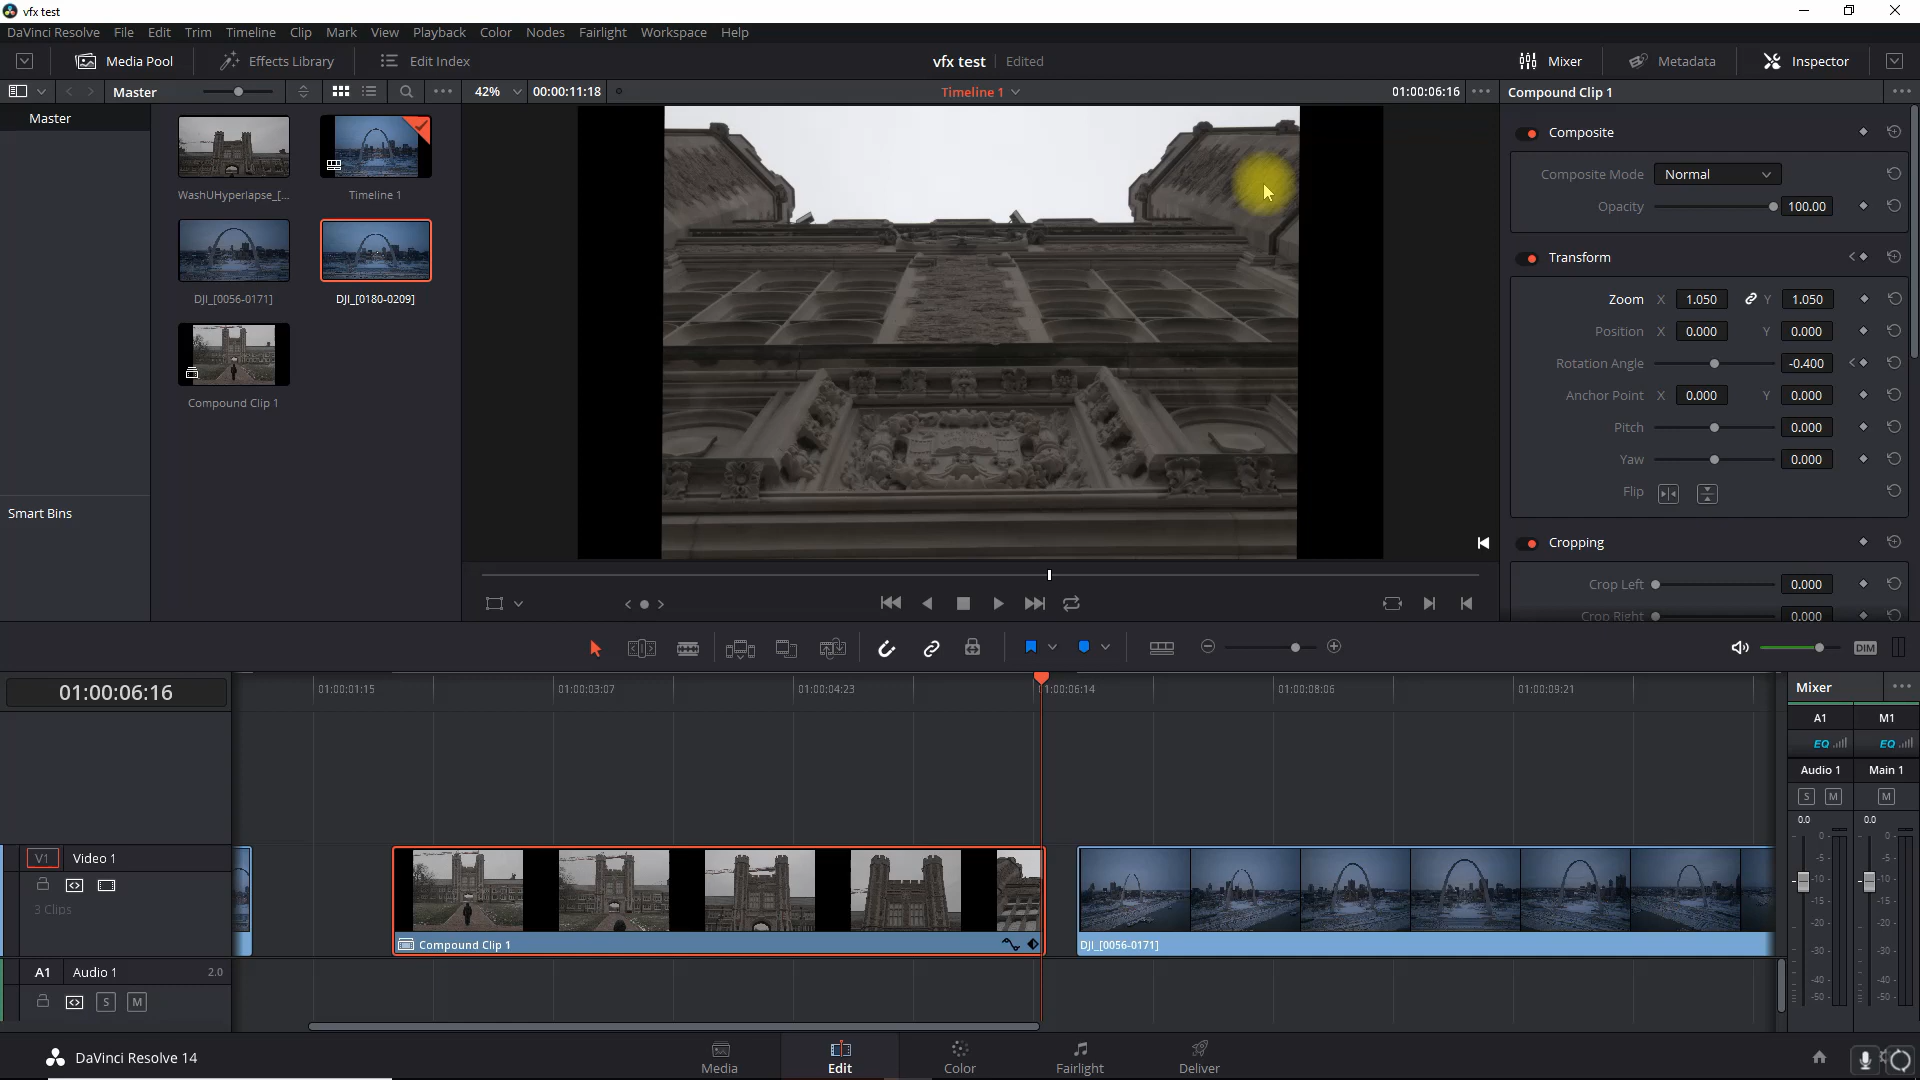 vfx test
DaVinci Resolve File Edit Trim Timeline Clip Mark View Playback Color Nodes Fairlight Workspace Help
Media Pool Effects Library Edit Index vfx test Edited Mixer Metadata Inspector
Master 42% 00:00:11:18 Timeline 1 01:00:06:16 Compound Clip 1
Master
WashUHyperlapse_[... Timeline 1
DJI_[0056-0171] DJI_[0180-0209]
Compound Clip 1
Smart Bins
Composite
Composite Mode Normal
Opacity 100.00
Transform
Zoom X 1.050 Y 1.050
Position X 0.000 Y 0.000
Rotation Angle -0.400
Anchor Point X 0.000 Y 0.000
Pitch 0.000
Yaw 0.000
Flip
Cropping
Crop Left 0.000
Crop Right 0.000
DIM
01:00:06:16 01:00:01:15 01:00:03:07 01:00:04:23 01:00:06:14 01:00:08:06 01:00:09:21
Mixer
A1 M1
EQ EQ
Audio 1 Main 1
S M M
0.0 0.0
0 0
-5 -5
-10 -10
-15 -15
-20 -20
-30 -30
-40 -40
-50 -50
V1 Video 1
3 Clips
Compound Clip 1 DJI_[0056-0171]
A1 Audio 1 2.0
S M
DaVinci Resolve 14
Media Edit Color Fairlight Deliver